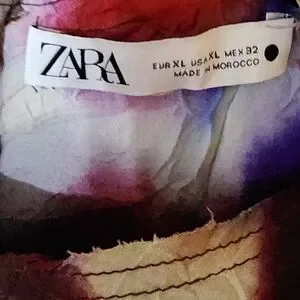 ZARA
EUR XL USA XL MEX 32
MADE IN MOROCCO